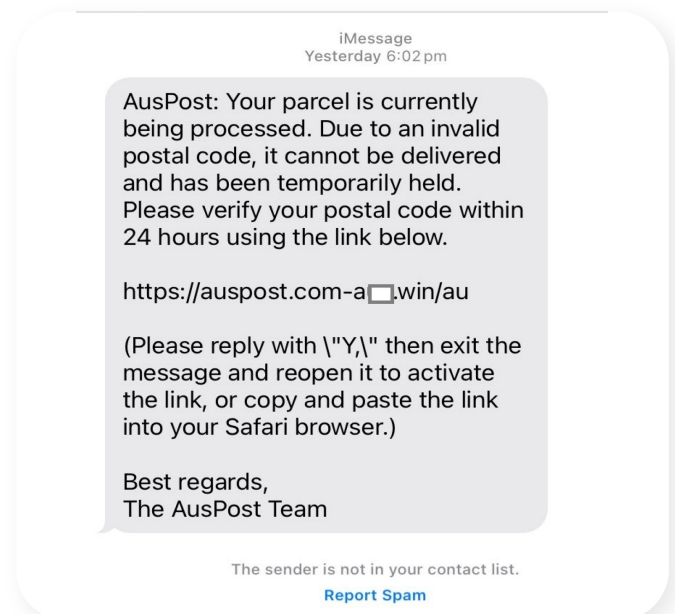 iMessage
Yesterday 6:02 pm
AusPost: Your parcel is currently
being processed. Due to an invalid
postal code, it cannot be delivered
and has been temporarily held.
Please verify your postal code within
24 hours using the link below.
https://auspost.com-a .win/au
(Please reply with \"Y,\" then exit the
message and reopen it to activate
the link, or copy and paste the link
into your Safari browser.)
Best regards,
The AusPost Team
The sender is not in your contact list.
Report Spam